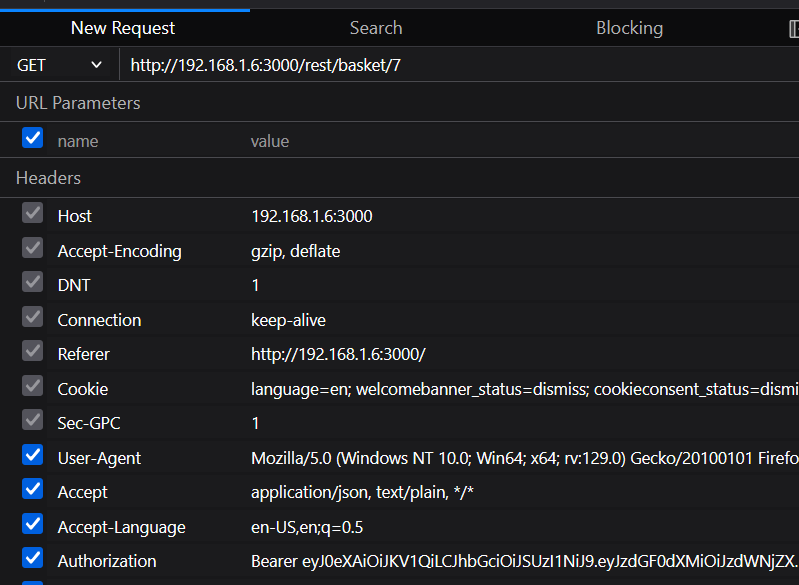 New Request Search Blocking
GET http://192.168.1.6:3000/rest/basket/7
URL Parameters
name value
Headers
Host 192.168.1.6:3000
Accept-Encoding gzip, deflate
DNT 1
Connection keep-alive
Referer http://192.168.1.6:3000/
Cookie language=en; welcomebanner_status=dismiss; cookieconsent_status=dismi
Sec-GPC 1
User-Agent Mozilla/5.0 (Windows NT 10.0; Win64; x64; rv:129.0) Gecko/20100101 Firefo
Accept application/json, text/plain, */*
Accept-Language en-US,en;q=0.5
Authorization Bearer eyJ0eXAiOiJKV1QiLCJhbGciOiJSUzI1NiJ9.eyJzdGF0dXMiOiJzdWNjZX.